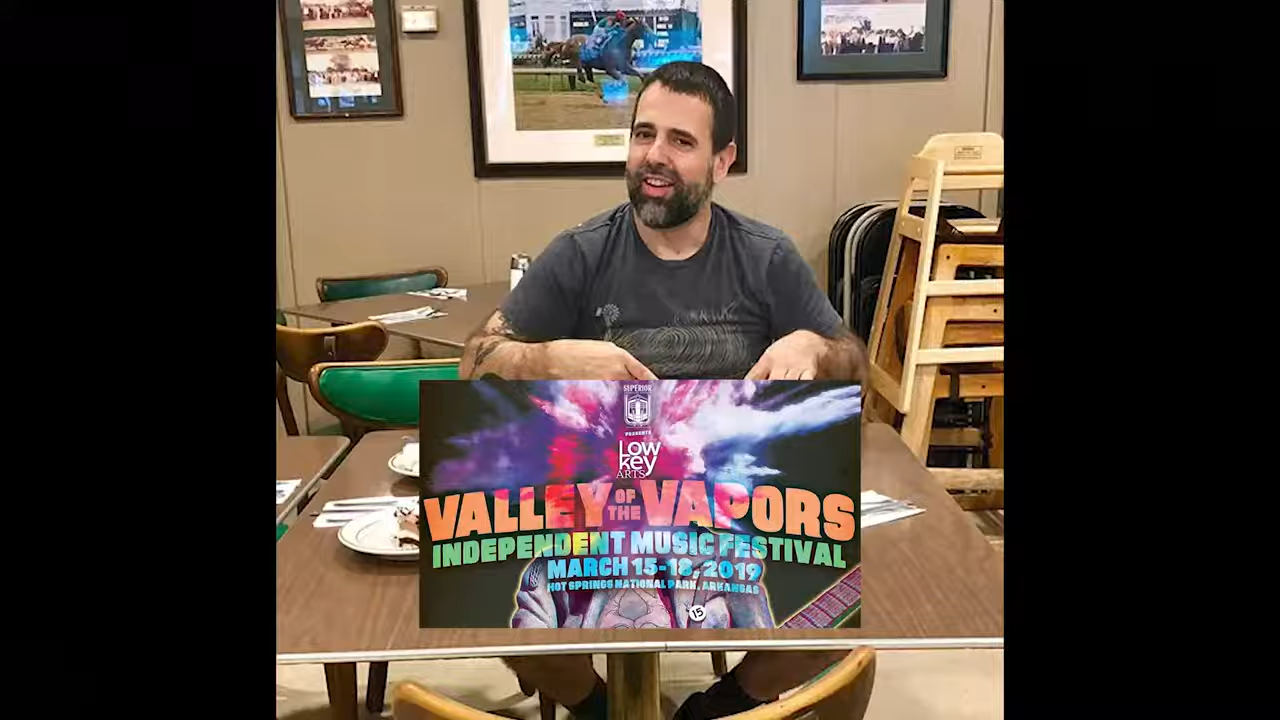 SUPERIOR
PRESENTS
LOW
KEY
ARTS
VALLEY OF THE VAPORS
INDEPENDENT MUSIC FESTIVAL
MARCH 15-18, 2019
HOT SPRINGS NATIONAL PARK, ARKANSAS
15